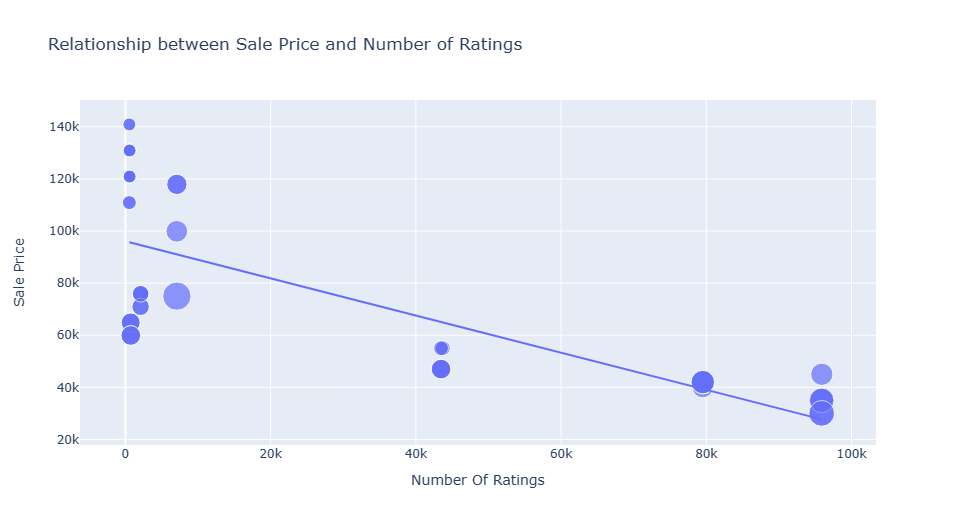 Relationship between Sale Price and Number of Ratings
140k
120k
100k
80k
60k
40k
20k
Sale Price
0
20k
40k
60k
80k
100k
Number Of Ratings